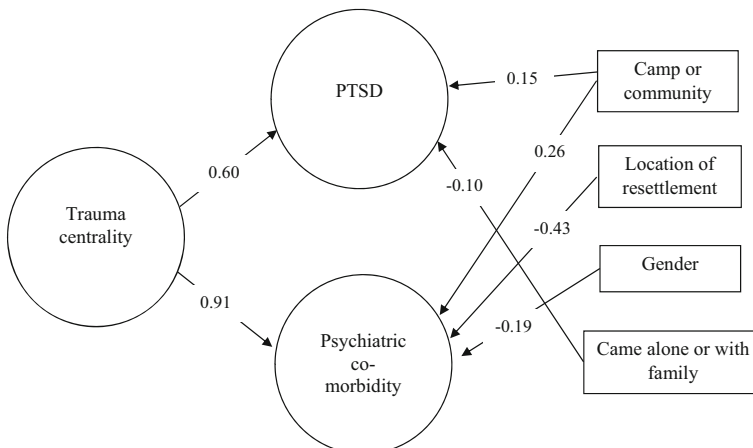 PTSD
0.15
Camp or
community
0.60
0.26
-0.10
Location of
resettlement
Trauma
centrality
-0.43
Gender
0.91
-0.19
Psychiatric
co-
morbidity
Came alone or with
family